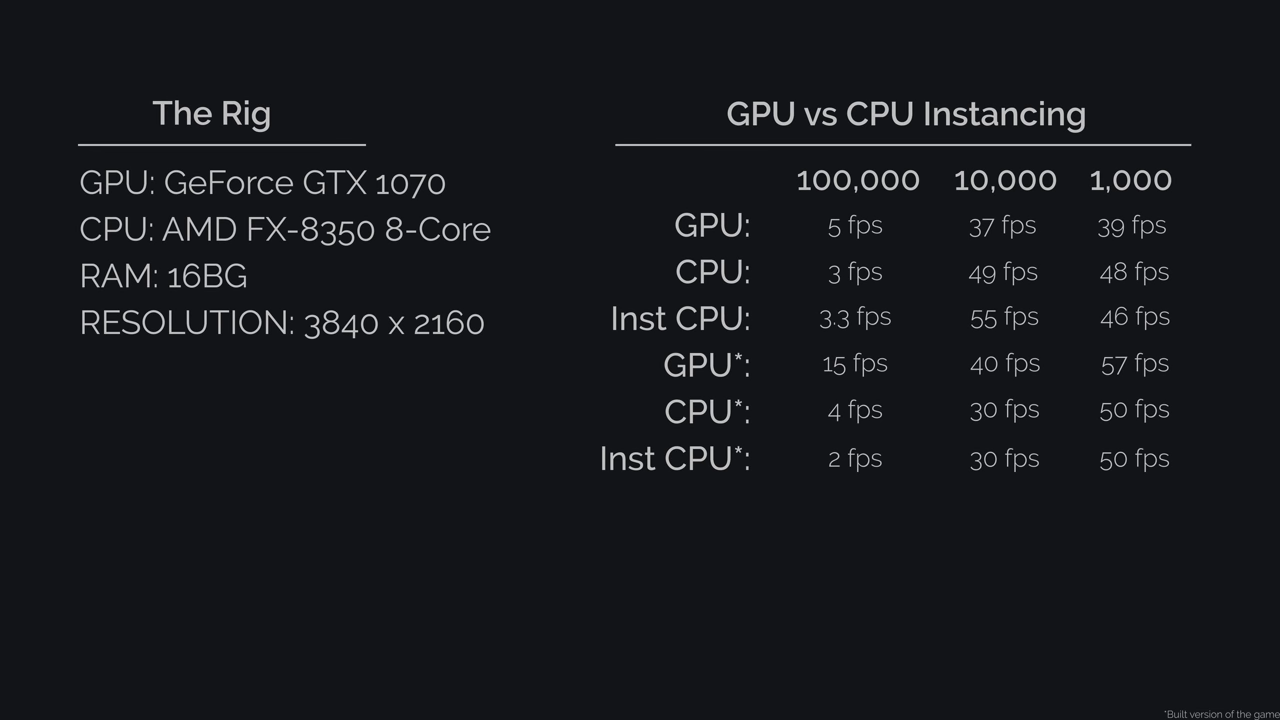 The Rig
GPU: GeForce GTX 1070
CPU: AMD FX-8350 8-Core
RAM: 16BG
RESOLUTION: 3840 x 2160
GPU vs CPU Instancing
100,000 10,000 1,000
GPU: 5 fps 37 fps 39 fps
CPU: 3 fps 49 fps 48 fps
Inst CPU: 3.3 fps 55 fps 46 fps
GPU*: 15 fps 40 fps 57 fps
CPU*: 4 fps 30 fps 50 fps
Inst CPU*: 2 fps 30 fps 50 fps
*Built version of the game